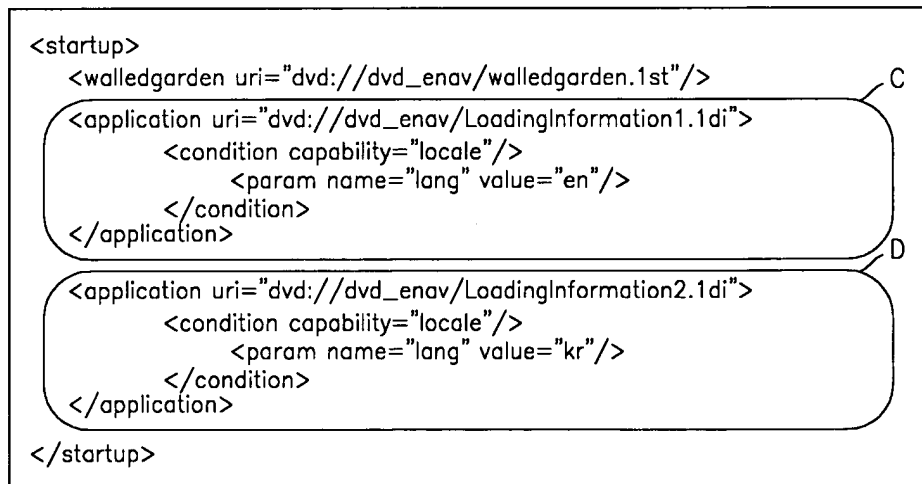 <startup>
<walledgarden uri="dvd://dvd_enav/walledgarden.1st"/>
C
<application uri="dvd://dvd_enav/LoadingInformation1.1di">
<condition capability="locale"/>
<param name="lang" value="en"/>
</condition>
</application>
D
<application uri="dvd://dvd_enav/LoadingInformation2.1di">
<condition capability="locale"/>
<param name="lang" value="kr"/>
</condition>
</application>
</startup>